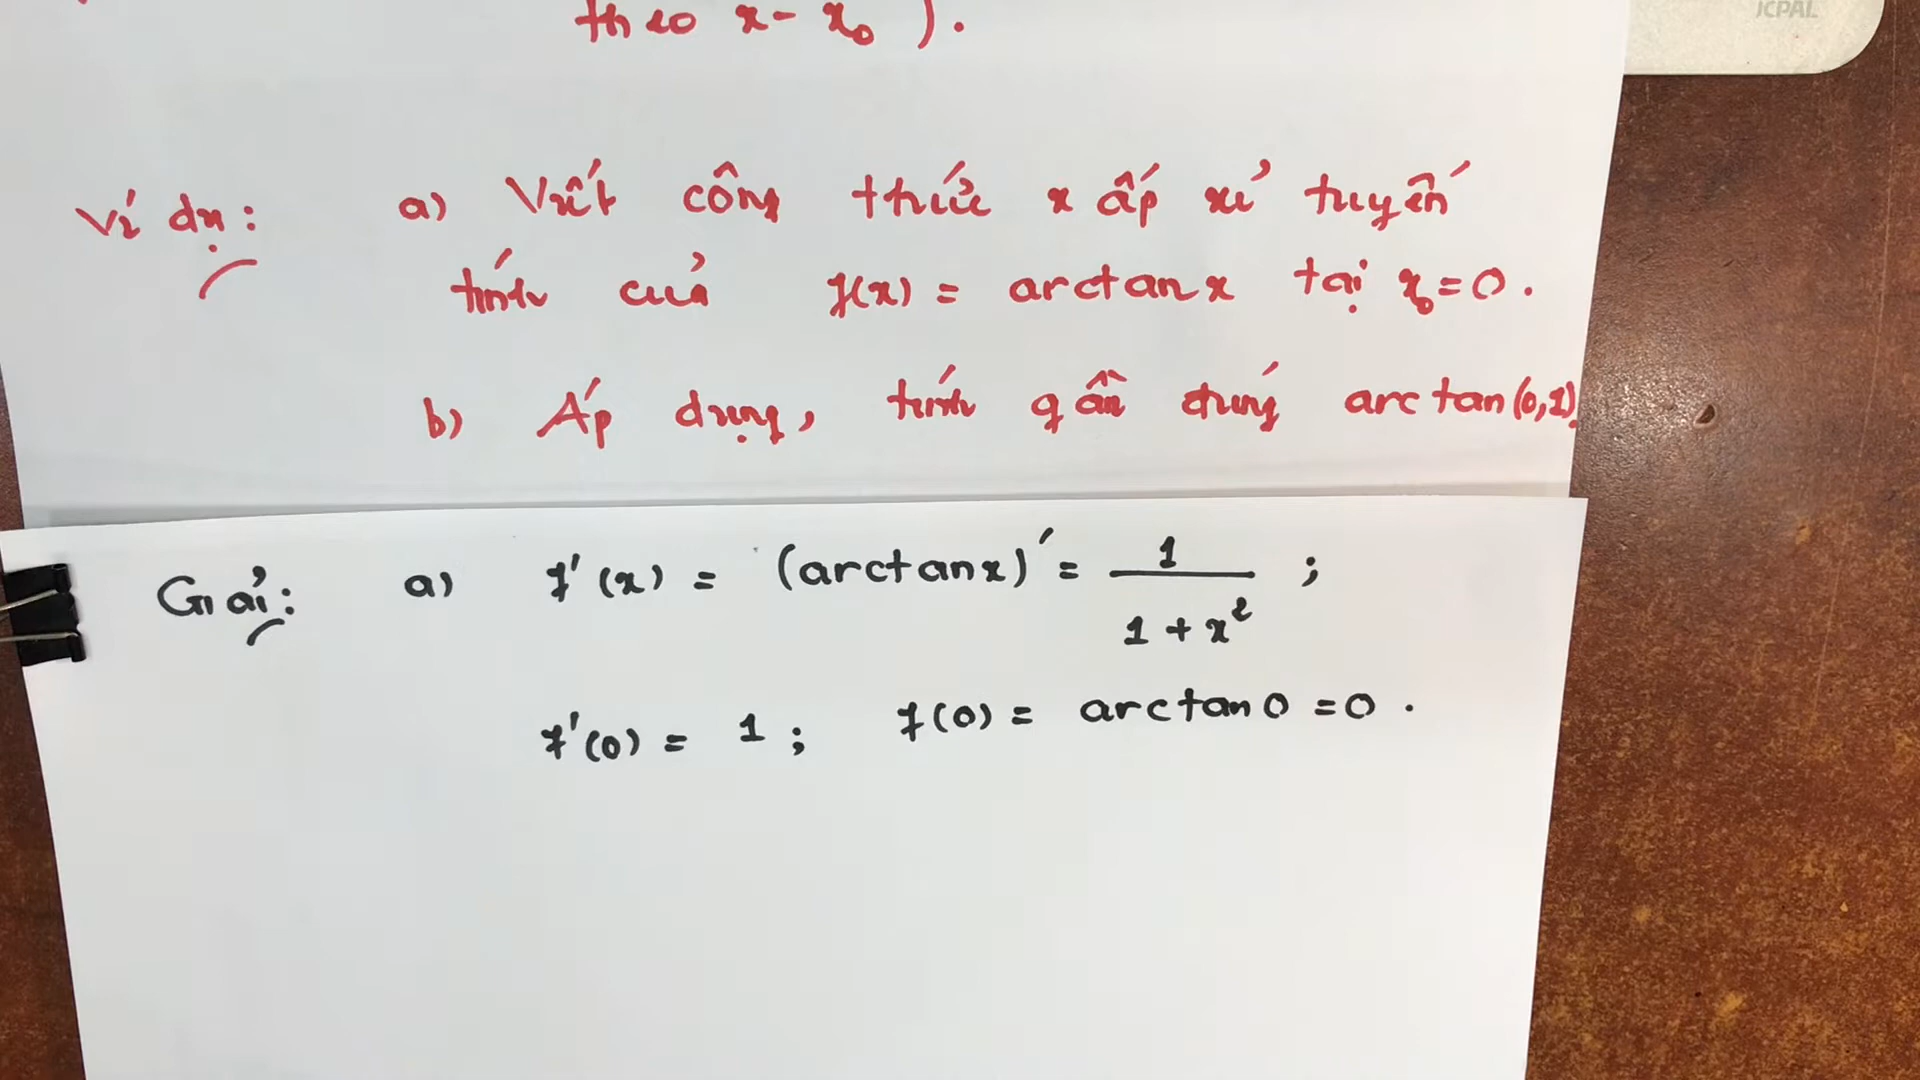 JCPAL
theo x - x₀ ).
Ví dụ: a) Viết công thức xấp xỉ tuyến
tính của f(x) = arctan x tại x₀ = 0.
b) Áp dụng, tính gần đúng arctan(0,1).
Giải: a) f'(x) = (arctan x)' = 1/(1 + x²) ;
f'(0) = 1 ; f(0) = arctan 0 = 0 .